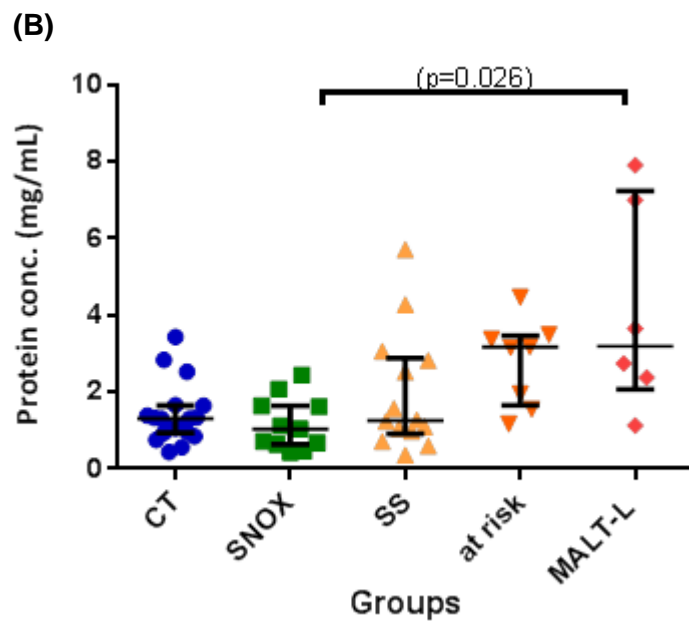 (B)
(p=0.026)
10
8
6
4
2
0
Protein conc. (mg/mL)
CT
SNOX
SS
at risk
MALT-L
Groups